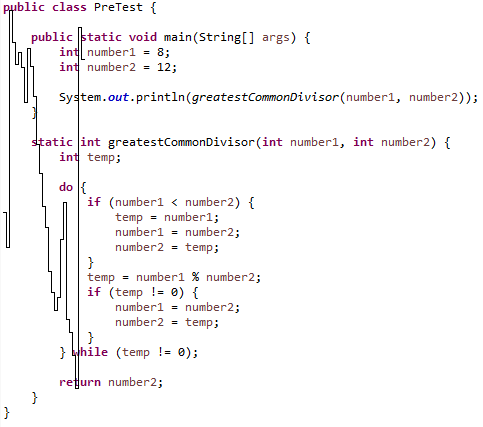 public class PreTest {
public static void main(String[] args) {
int number1 = 8;
int number2 = 12;
System.out.println(greatestCommonDivisor(number1, number2));
}
static int greatestCommonDivisor(int number1, int number2) {
int temp;
do {
if (number1 < number2) {
temp = number1;
number1 = number2;
number2 = temp;
}
temp = number1 % number2;
if (temp != 0) {
number1 = number2;
number2 = temp;
}
} while (temp != 0);
return number2;
}
}